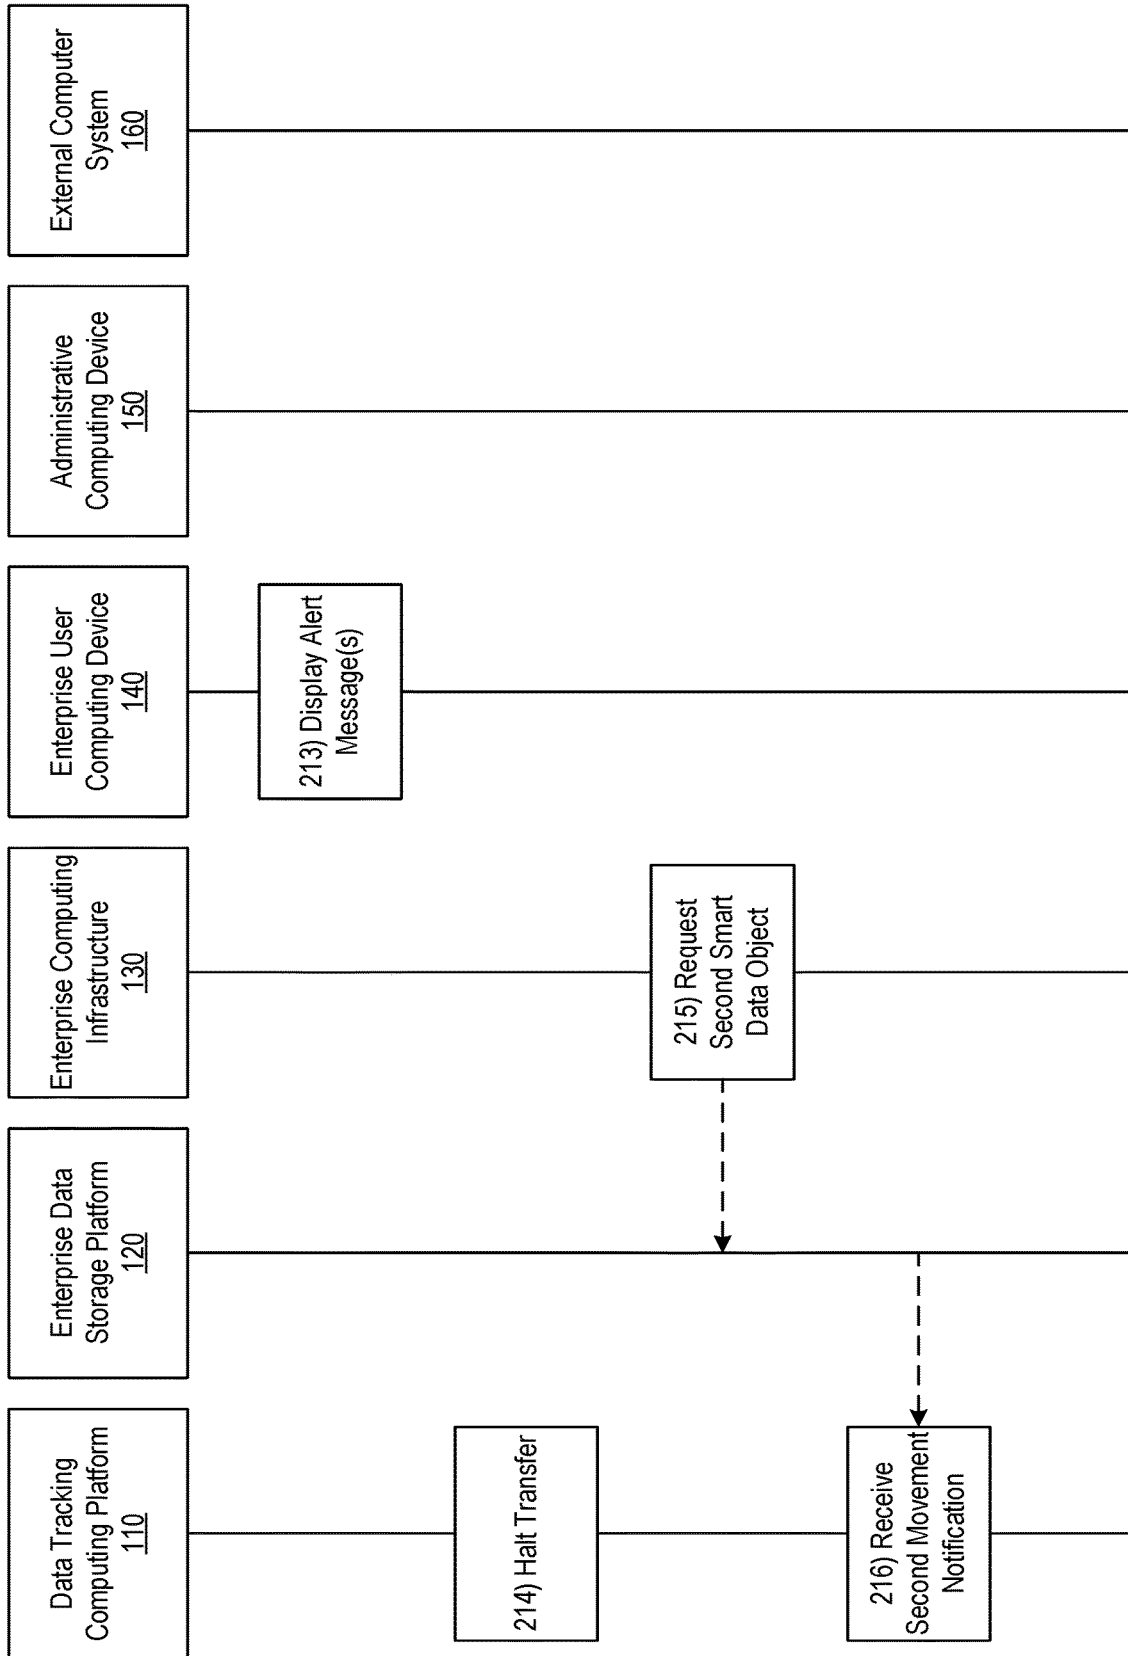 Data Tracking
Computing Platform
110
Enterprise Data
Storage Platform
120
Enterprise Computing
Infrastructure
130
Enterprise User
Computing Device
140
Administrative
Computing Device
150
External Computer
System
160
213) Display Alert
Message(s)
214) Halt Transfer
215) Request
Second Smart
Data Object
216) Receive
Second Movement
Notification